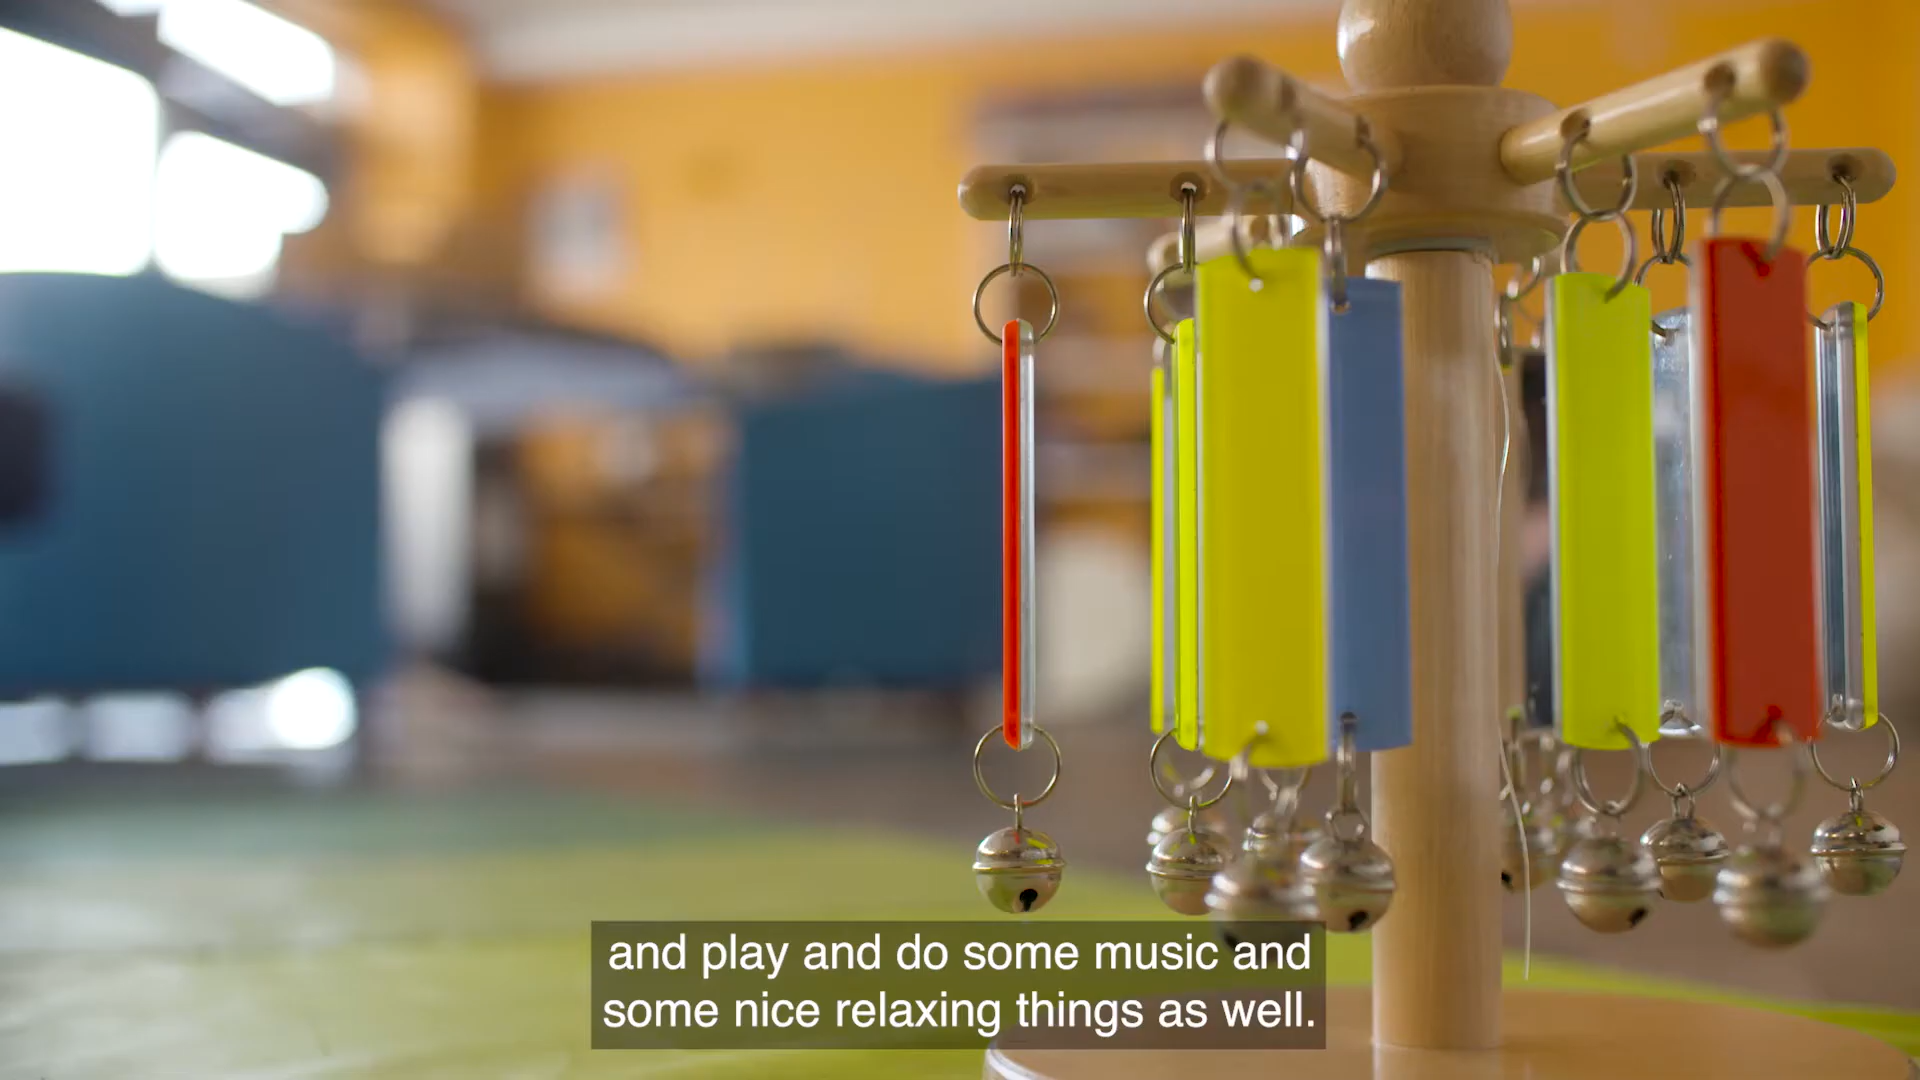 and play and do some music and
some nice relaxing things as well.